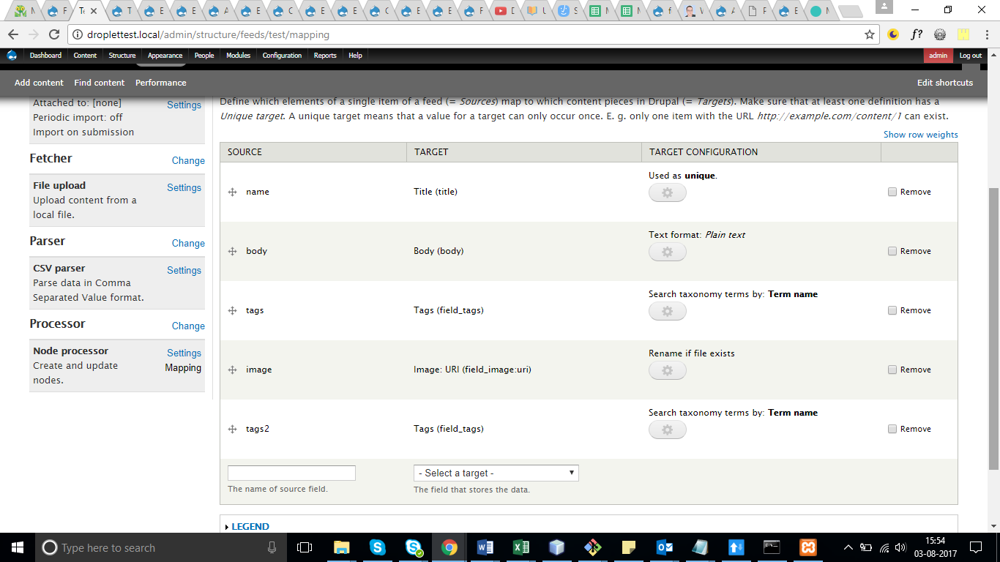 droplettest.local/admin/structure/feeds/test/mapping
f?
Dashboard Content Structure Appearance People Modules Configuration Reports Help admin Log out
Add content Find content Performance Edit shortcuts
Attached to: [none] Settings
Periodic import: off
Import on submission
Fetcher Change
File upload Settings
Upload content from a
local file.
Parser Change
CSV parser Settings
Parse data in Comma
Separated Value format.
Processor Change
Node processor Settings
Create and update Mapping
nodes.
Define which elements of a single item of a feed (= Sources) map to which content pieces in Drupal (= Targets). Make sure that at least one definition has a
Unique target. A unique target means that a value for a target can only occur once. E. g. only one item with the URL http://example.com/content/1 can exist.
Show row weights
SOURCE TARGET TARGET CONFIGURATION
Used as unique.
name Title (title) Remove
Text format: Plain text
body Body (body) Remove
Search taxonomy terms by: Term name
tags Tags (field_tags) Remove
Rename if file exists
image Image: URI (field_image:uri) Remove
Search taxonomy terms by: Term name
tags2 Tags (field_tags) Remove
- Select a target -
The name of source field. The field that stores the data.
LEGEND
Type here to search
15:54
03-08-2017